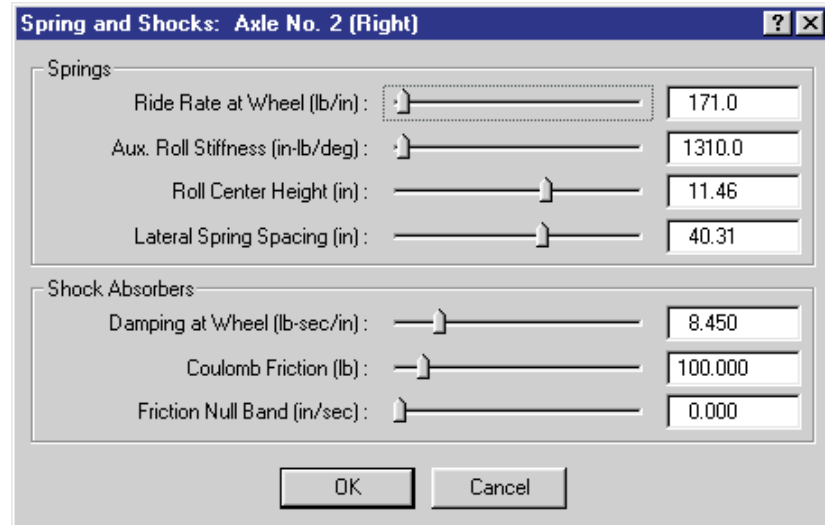 Spring and Shocks: Axle No. 2 (Right) ? ×
Springs
Ride Rate at Wheel (lb/in) : 171.0
Aux. Roll Stiffness (in-lb/deg) : 1310.0
Roll Center Height (in) : 11.46
Lateral Spring Spacing (in) : 40.31
Shock Absorbers
Damping at Wheel (lb-sec/in) : 8.450
Coulomb Friction (lb) : 100.000
Friction Null Band (in/sec) : 0.000
OK Cancel